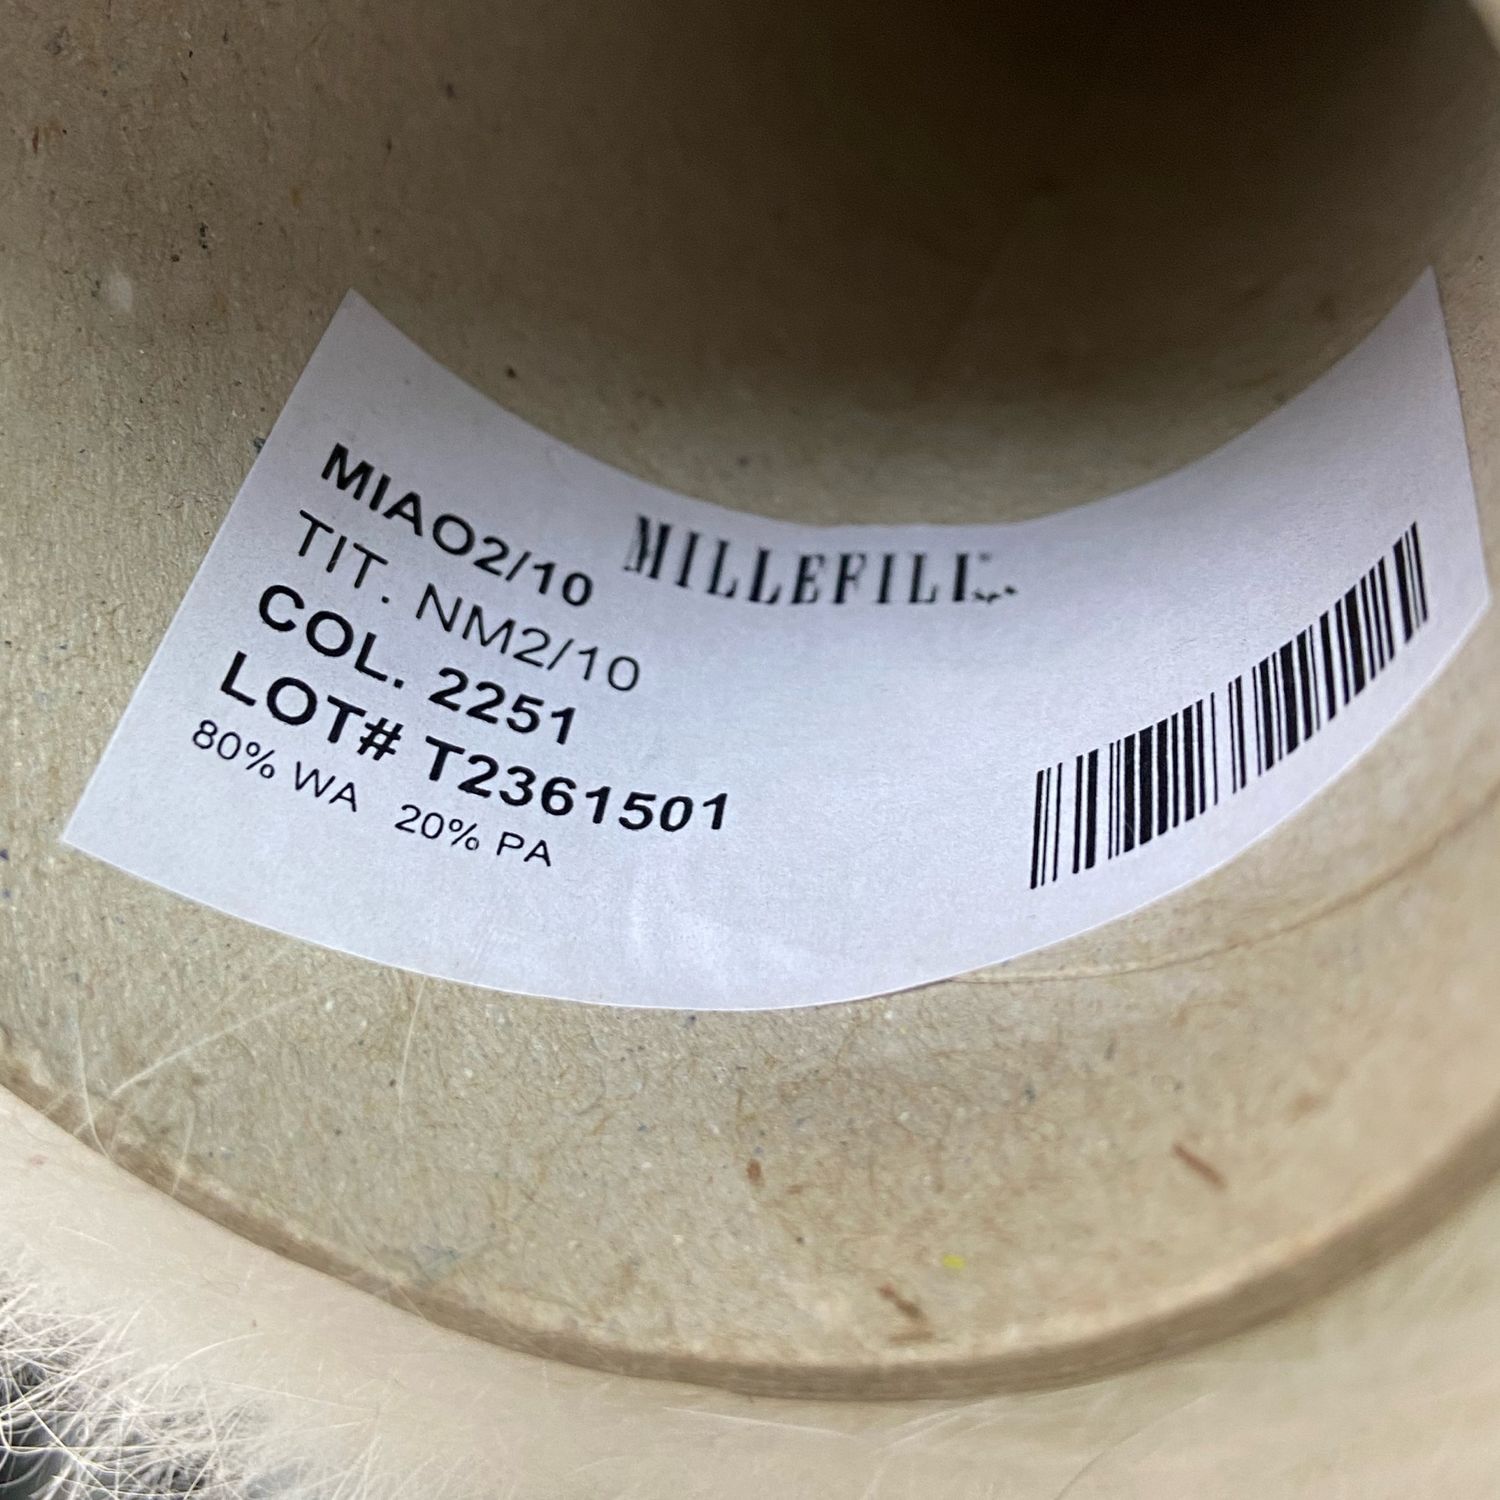 MIAO2/10
MILLEFILI
TIT. NM2/10
COL. 2251
LOT# T2361501
80% WA 20% PA